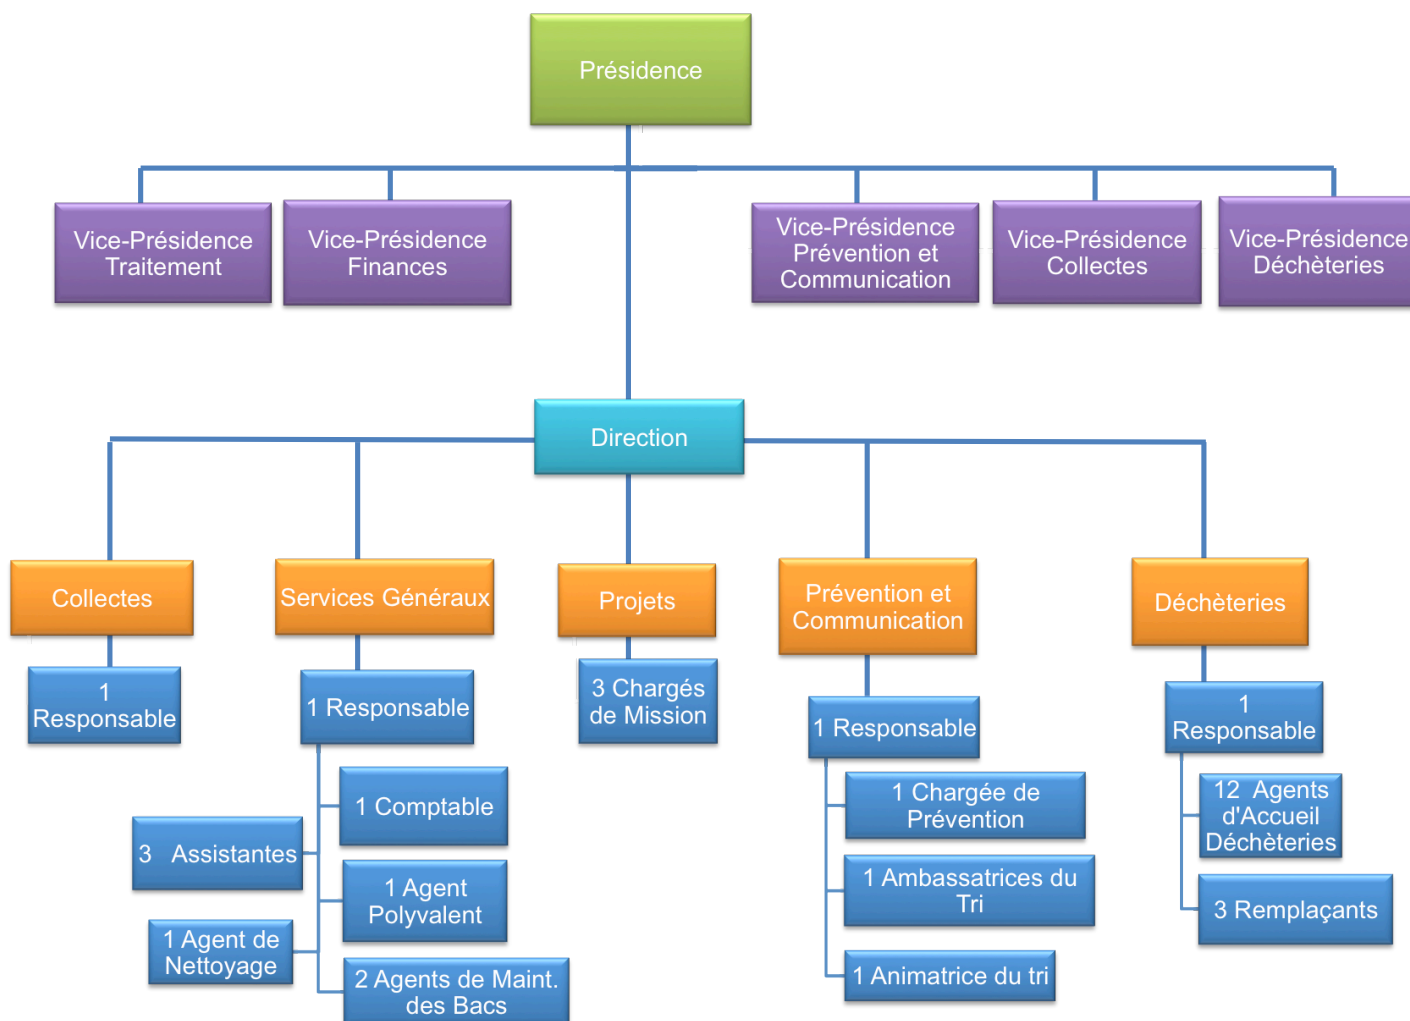 Présidence
Vice-Présidence
Traitement
Vice-Présidence
Finances
Vice-Présidence
Prévention et
Communication
Vice-Présidence
Collectes
Vice-Présidence
Déchèteries
Direction
Collectes
Services Généraux
Projets
Prévention et
Communication
Déchèteries
1
Responsable
1 Responsable
3 Chargés
de Mission
1 Responsable
1
Responsable
1 Comptable
3 Assistantes
1 Agent
Polyvalent
1 Agent de
Nettoyage
2 Agents de Maint.
des Bacs
1 Chargée de
Prévention
1 Ambassatrices du
Tri
1 Animatrice du tri
12 Agents
d'Accueil
Déchèteries
3 Remplaçants